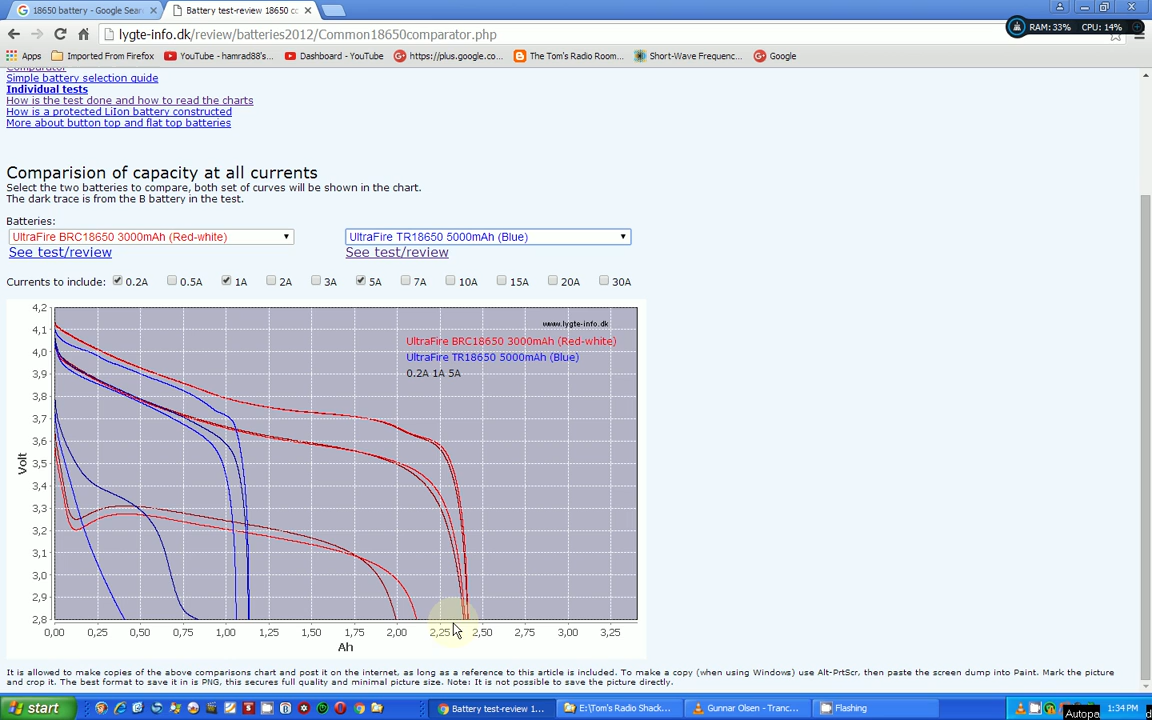 18650 battery - Google Sear
Battery test-review 18650 cc
lygte-info.dk/review/batteries2012/Common18650comparator.php
RAM: 33% CPU: 14%
Apps
Imported From Firefox
YouTube - hamrad88's...
Dashboard - YouTube
https://plus.google.co...
The Tom's Radio Room...
Short-Wave Frequenc...
Google
Comparator
Simple battery selection guide
Individual tests
How is the test done and how to read the charts
How is a protected LiIon battery constructed
More about button top and flat top batteries
Comparision of capacity at all currents
Select the two batteries to compare, both set of curves will be shown in the chart.
The dark trace is from the B battery in the test.
Batteries:
UltraFire BRC18650 3000mAh (Red-white)
UltraFire TR18650 5000mAh (Blue)
See test/review
See test/review
Currents to include: 0.2A 0.5A 1A 2A 3A 5A 7A 10A 15A 20A 30A
4,2
www.lygte-info.dk
4,1
UltraFire BRC18650 3000mAh (Red-white)
4,0
UltraFire TR18650 5000mAh (Blue)
3,9
0.2A 1A 5A
3,8
3,7
3,6
3,5
Volt
3,4
3,3
3,2
3,1
3,0
2,9
2,8
0,00 0,25 0,50 0,75 1,00 1,25 1,50 1,75 2,00 2,25 2,50 2,75 3,00 3,25
Ah
It is allowed to make copies of the above comparisons chart and post it on the internet, as long as a reference to this article is included. To make a copy (when using Windows) use Alt-PrtScr, then paste the screen dump into Paint. Mark the picture
and crop it. The best format to save it in is PNG, this secures full quality and minimal picture size. Note: It is not possible to save the picture directly.
start
Battery test-review 1...
E:\Tom's Radio Shack...
Gunnar Olsen - Tranc...
Flashing
1:34 PM
Autopa